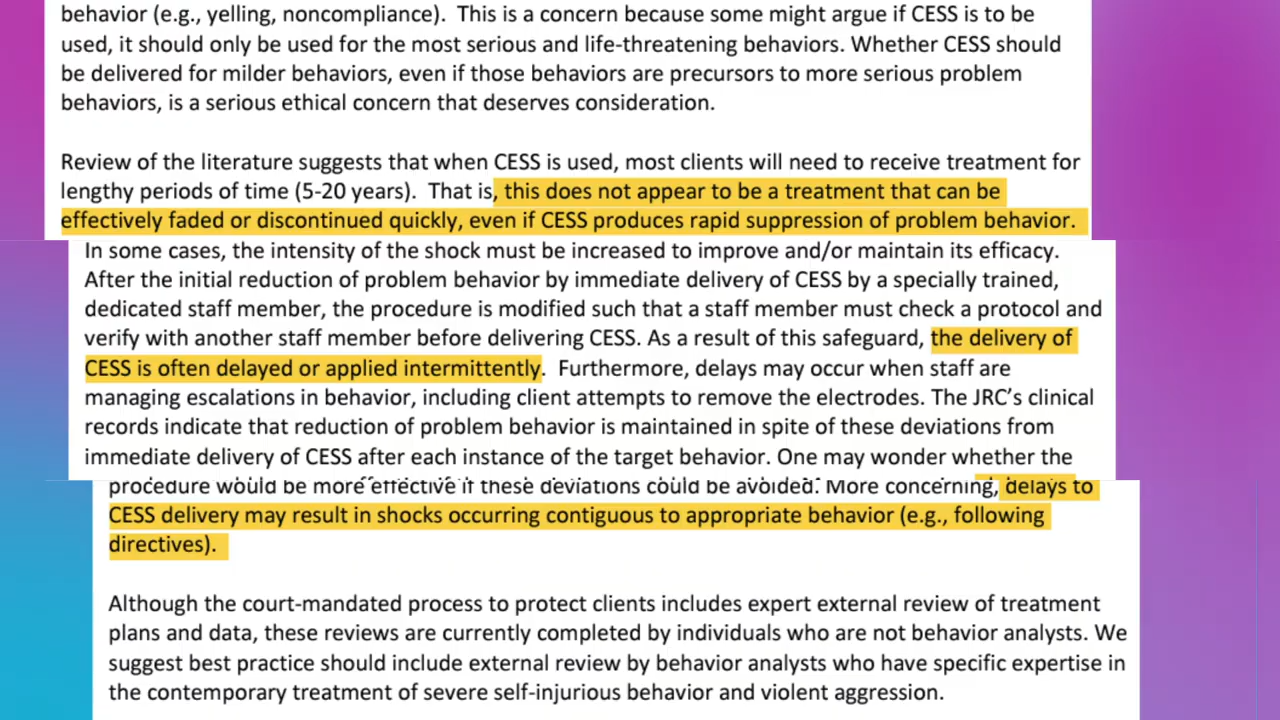 behavior (e.g., yelling, noncompliance).  This is a concern because some might argue if CESS is to be
used, it should only be used for the most serious and life-threatening behaviors. Whether CESS should
be delivered for milder behaviors, even if those behaviors are precursors to more serious problem
behaviors, is a serious ethical concern that deserves consideration.
Review of the literature suggests that when CESS is used, most clients will need to receive treatment for
lengthy periods of time (5-20 years).  That is, this does not appear to be a treatment that can be
effectively faded or discontinued quickly, even if CESS produces rapid suppression of problem behavior.
In some cases, the intensity of the shock must be increased to improve and/or maintain its efficacy.
After the initial reduction of problem behavior by immediate delivery of CESS by a specially trained,
dedicated staff member, the procedure is modified such that a staff member must check a protocol and
verify with another staff member before delivering CESS. As a result of this safeguard, the delivery of
CESS is often delayed or applied intermittently.  Furthermore, delays may occur when staff are
managing escalations in behavior, including client attempts to remove the electrodes. The JRC’s clinical
records indicate that reduction of problem behavior is maintained in spite of these deviations from
immediate delivery of CESS after each instance of the target behavior. One may wonder whether the
procedure would be more effective if these deviations could be avoided. More concerning, delays to
CESS delivery may result in shocks occurring contiguous to appropriate behavior (e.g., following
directives).
Although the court-mandated process to protect clients includes expert external review of treatment
plans and data, these reviews are currently completed by individuals who are not behavior analysts. We
suggest best practice should include external review by behavior analysts who have specific expertise in
the contemporary treatment of severe self-injurious behavior and violent aggression.